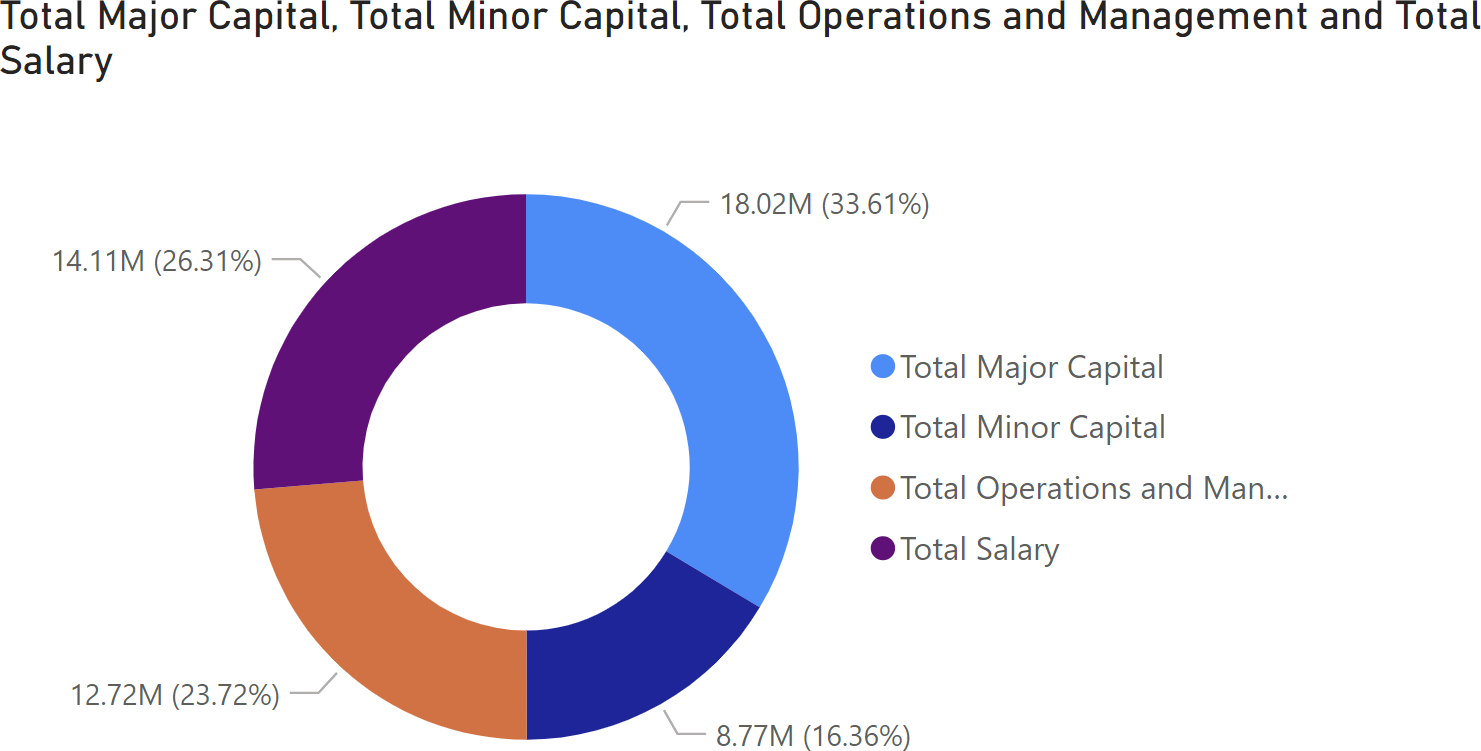 Total Major Capital, Total Minor Capital, Total Operations and Management and Total
Salary
18.02M (33.61%)
14.11M (26.31%)
Total Major Capital
Total Minor Capital
Total Operations and Man...
Total Salary
12.72M (23.72%)
8.77M (16.36%)